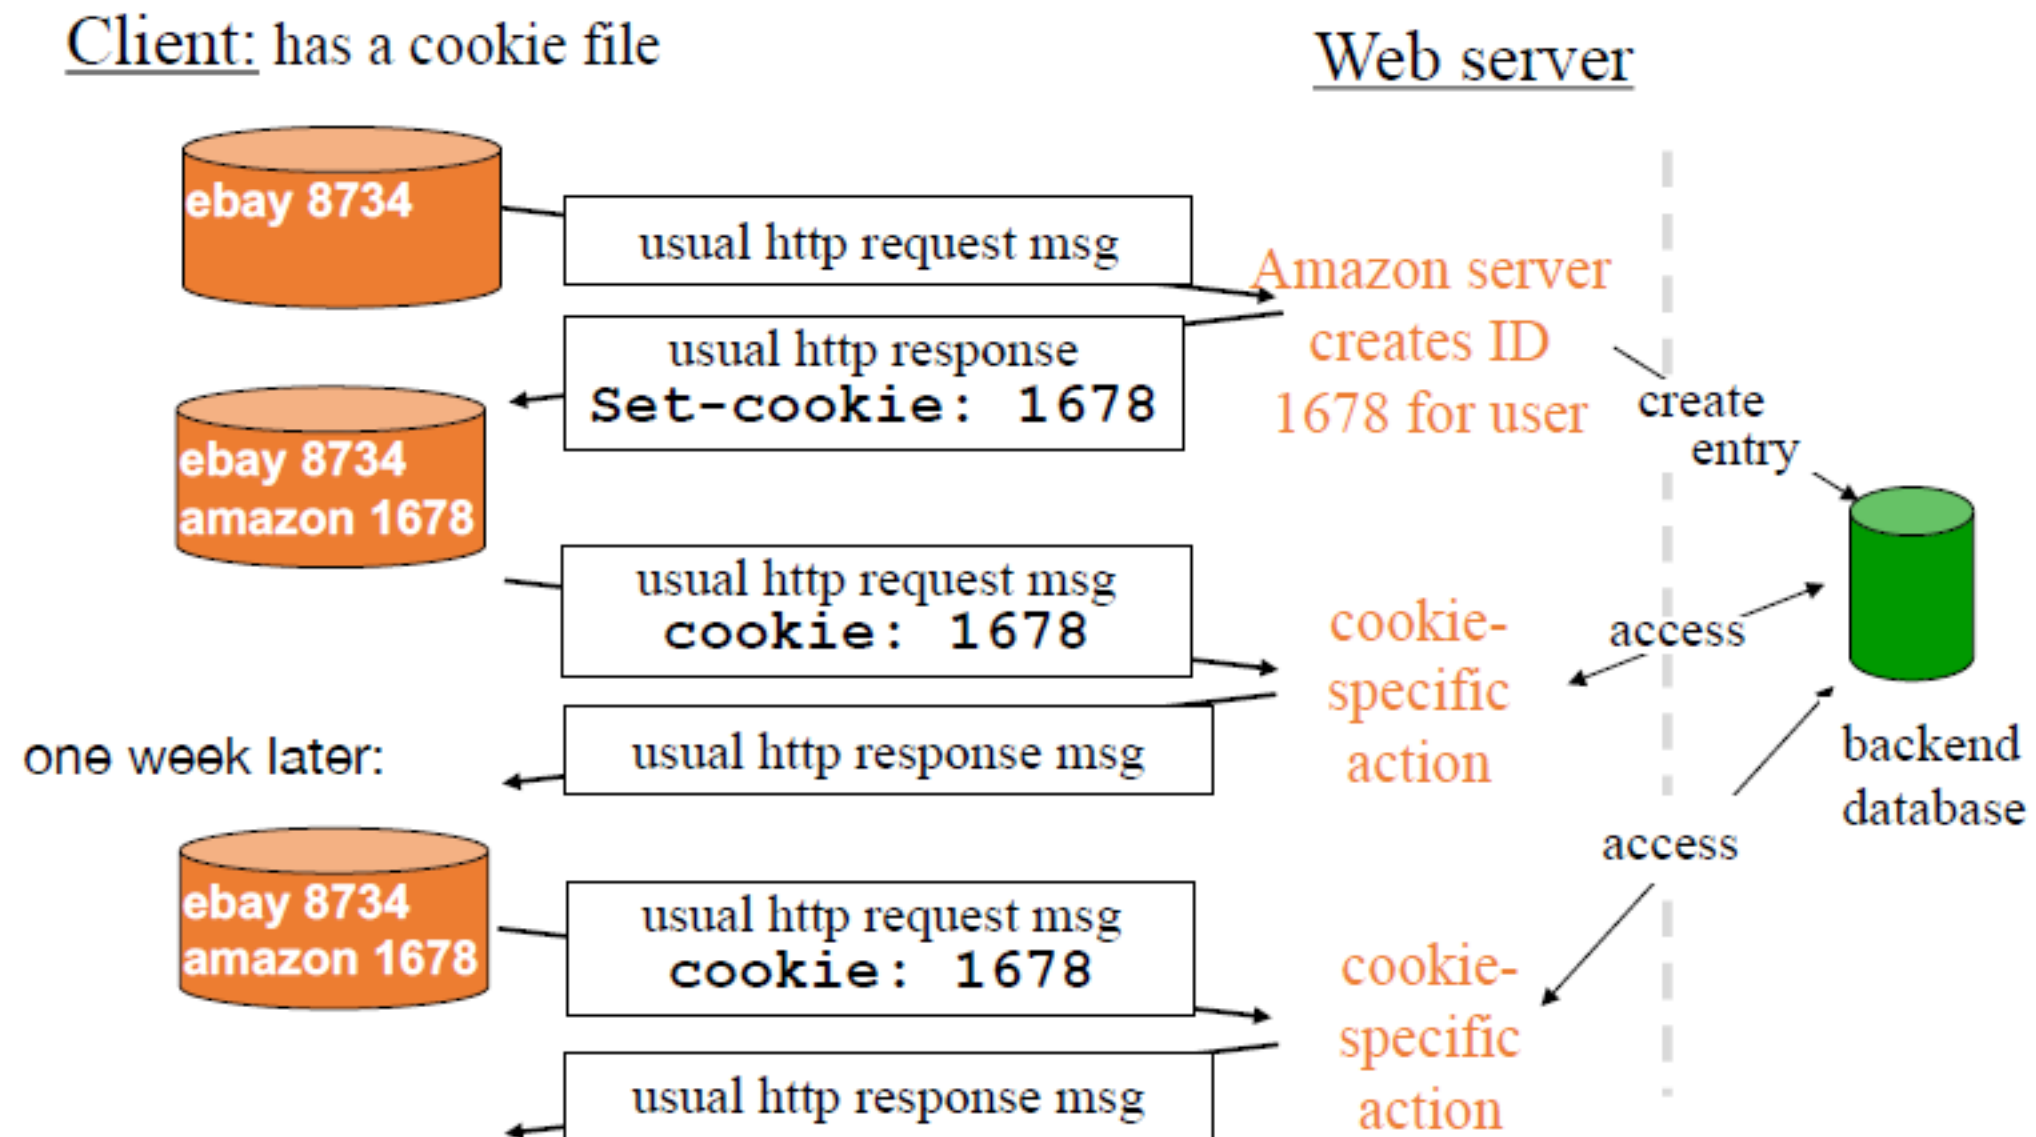 Client: has a cookie file
Web server
ebay 8734
usual http request msg
Amazon server
creates ID
1678 for user
usual http response
Set-cookie: 1678
create
entry
ebay 8734
amazon 1678
usual http request msg
cookie: 1678
cookie-
specific
action
access
usual http response msg
one week later:
backend
database
access
ebay 8734
amazon 1678
usual http request msg
cookie: 1678
cookie-
specific
action
usual http response msg